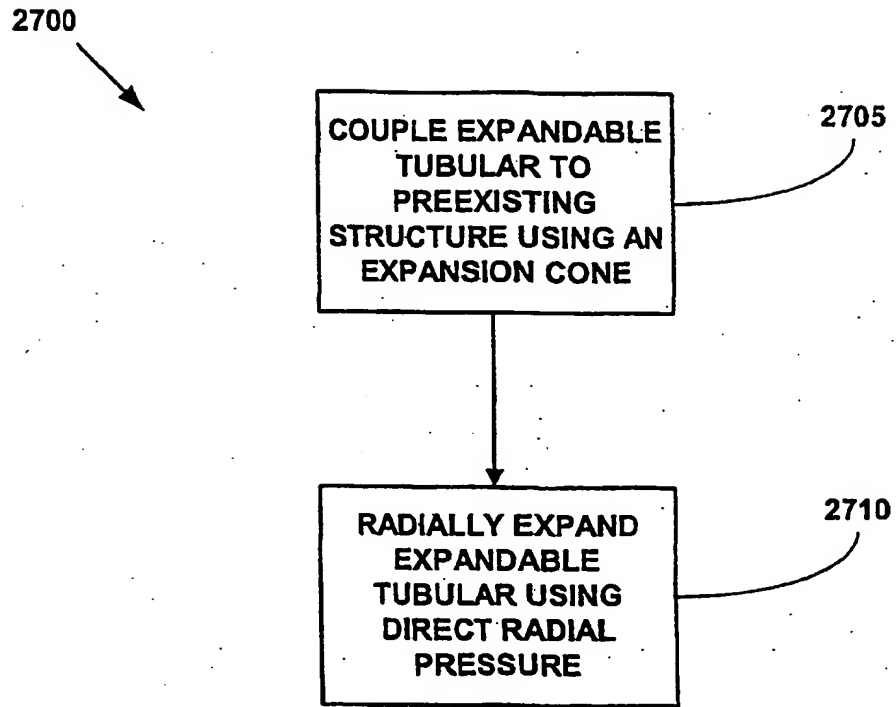 2700
COUPLE EXPANDABLE
TUBULAR TO
PREEXISTING
STRUCTURE USING AN
EXPANSION CONE
2705
RADIALLY EXPAND
EXPANDABLE
TUBULAR USING
DIRECT RADIAL
PRESSURE
2710